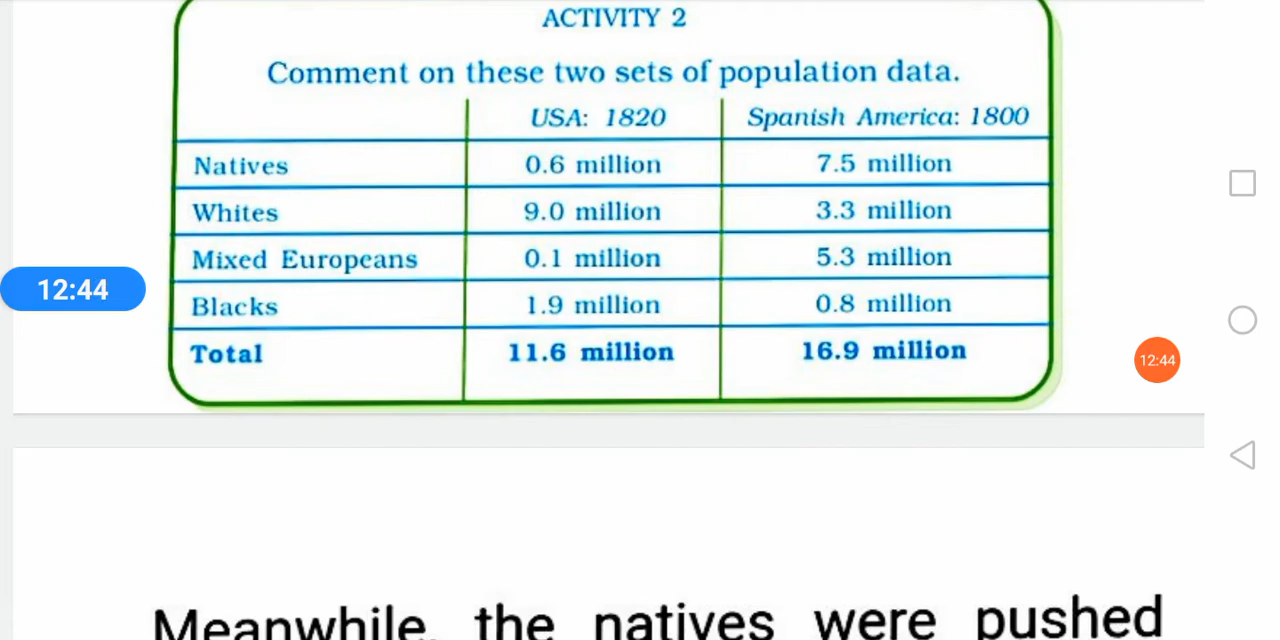 ACTIVITY 2
Comment on these two sets of population data.
USA: 1820 Spanish America: 1800
Natives 0.6 million 7.5 million
Whites 9.0 million 3.3 million
Mixed Europeans 0.1 million 5.3 million
12:44
Blacks 1.9 million 0.8 million
Total 11.6 million 16.9 million
12:44
Meanwhile, the natives were pushed